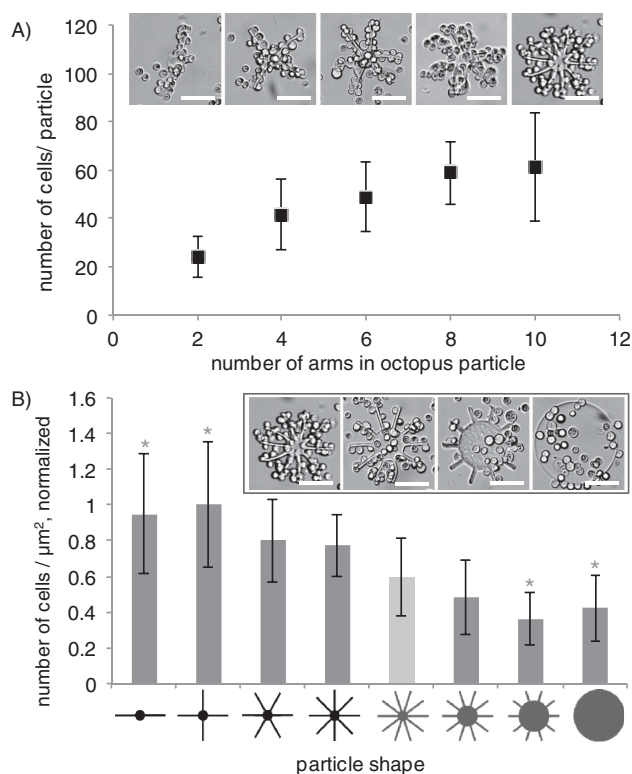 A)
number of cells/ particle
120
100
80
60
40
20
0
0 2 4 6 8 10 12
number of arms in octopus particle
B)
number of cells / μm², normalized
1.6
1.4
1.2
1
0.8
0.6
0.4
0.2
0
* * * *
particle shape